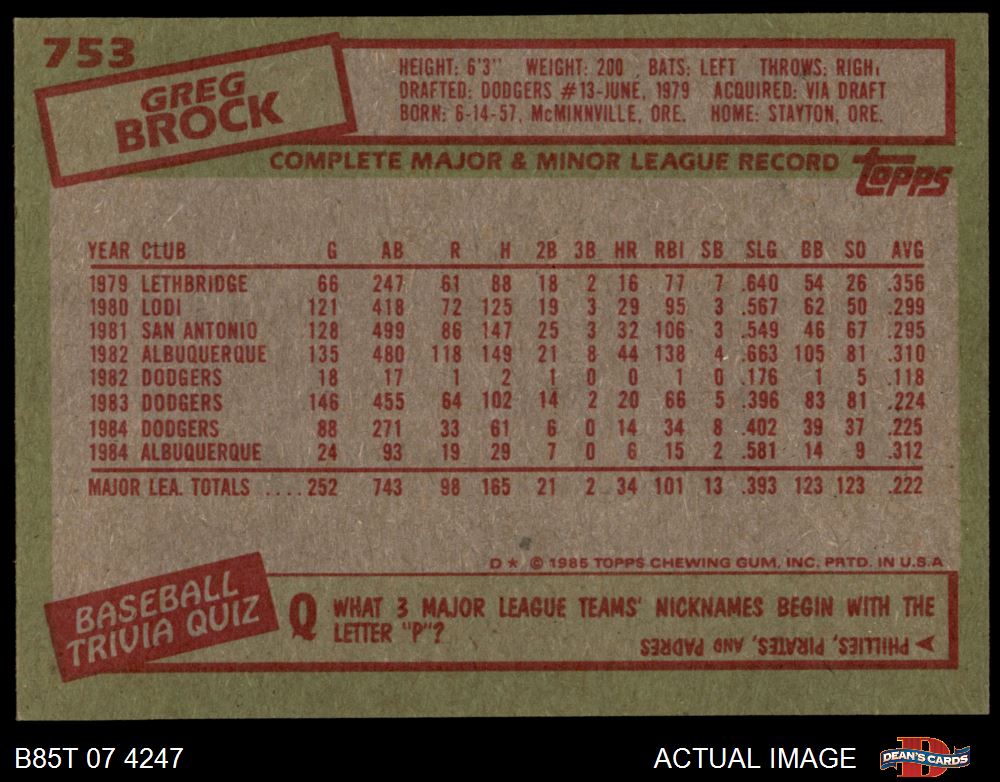 753
GREG
BROCK
HEIGHT: 6'3" WEIGHT: 200 BATS: LEFT THROWS: RIGHT
DRAFTED: DODGERS #13-JUNE, 1979 ACQUIRED: VIA DRAFT
BORN: 6-14-57, McMINNVILLE, ORE. HOME: STAYTON, ORE.
COMPLETE MAJOR & MINOR LEAGUE RECORD
topps
YEAR CLUB G AB R H 2B 3B HR RBI SB SLG BB SO AVG
1979 LETHBRIDGE 66 247 61 88 18 2 16 77 7 .640 54 26 .356
1980 LODI 121 418 72 125 19 3 29 95 3 .567 62 50 .299
1981 SAN ANTONIO 128 499 86 147 25 3 32 106 3 .549 46 67 .295
1982 ALBUQUERQUE 135 480 118 149 21 8 44 138 4 .663 105 81 .310
1982 DODGERS 18 17 1 2 1 0 0 1 0 .176 1 5 .118
1983 DODGERS 146 455 64 102 14 2 20 66 5 .396 83 81 .224
1984 DODGERS 88 271 33 61 6 0 14 34 8 .402 39 37 .225
1984 ALBUQUERQUE 24 93 19 29 7 0 6 15 2 .581 14 9 .312
MAJOR LEA. TOTALS ....252 743 98 165 21 2 34 101 13 .393 123 123 .222
D * © 1985 TOPPS CHEWING GUM, INC. PRTD. IN U.S.A
BASEBALL
TRIVIA QUIZ
Q WHAT 3 MAJOR LEAGUE TEAMS' NICKNAMES BEGIN WITH THE
LETTER "P"?
PHILLIES, PIRATES, AND PADRES
B85T 07 4247
ACTUAL IMAGE
DEAN'S CARDS